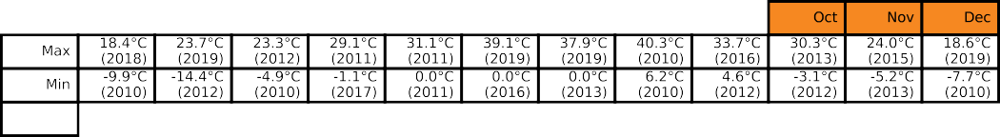 Oct Nov Dec
Max 18.4°C (2018) 23.7°C (2019) 23.3°C (2012) 29.1°C (2011) 31.1°C (2011) 39.1°C (2019) 37.9°C (2019) 40.3°C (2010) 33.7°C (2016) 30.3°C (2013) 24.0°C (2015) 18.6°C (2019)
Min -9.9°C (2010) -14.4°C (2012) -4.9°C (2010) -1.1°C (2017) 0.0°C (2011) 0.0°C (2016) 0.0°C (2013) 6.2°C (2010) 4.6°C (2012) -3.1°C (2012) -5.2°C (2013) -7.7°C (2010)